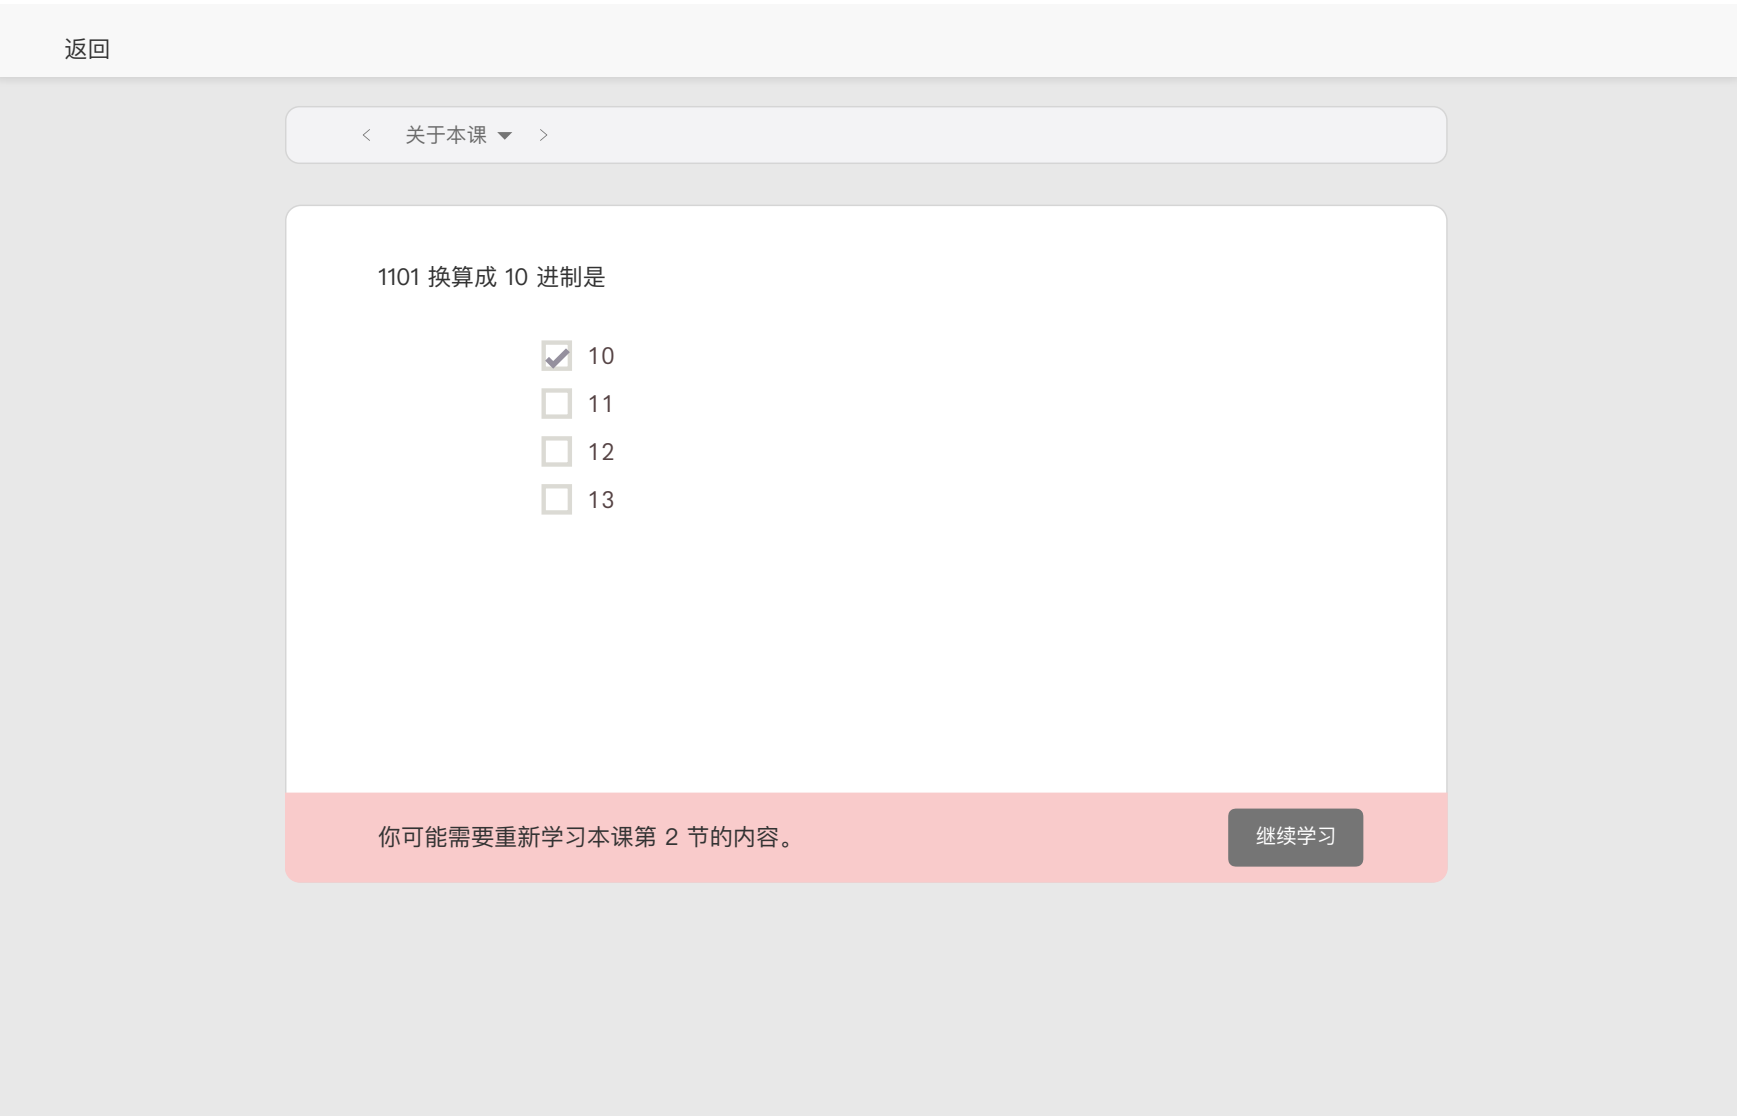 返回
关于本课
1101 换算成 10 进制是
10
11
12
13
你可能需要重新学习本课第 2 节的内容。
继续学习